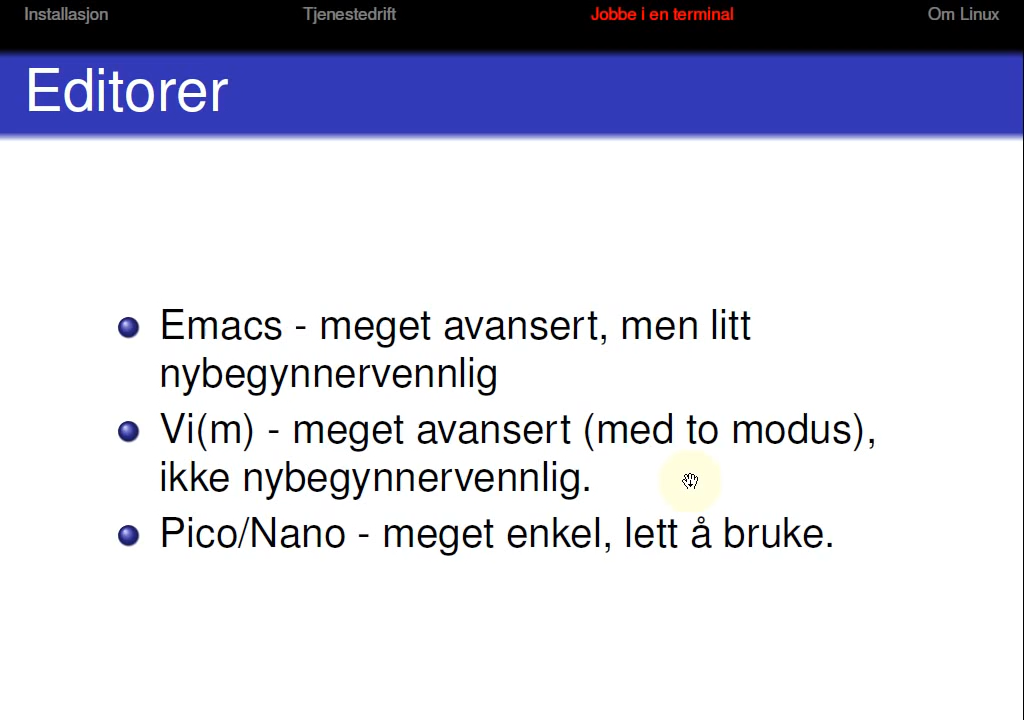 Installasjon Tjenestedrift Jobbe i en terminal Om Linux
Editorer
Emacs - meget avansert, men litt
nybegynnervennlig
Vi(m) - meget avansert (med to modus),
ikke nybegynnervennlig.
Pico/Nano - meget enkel, lett å bruke.